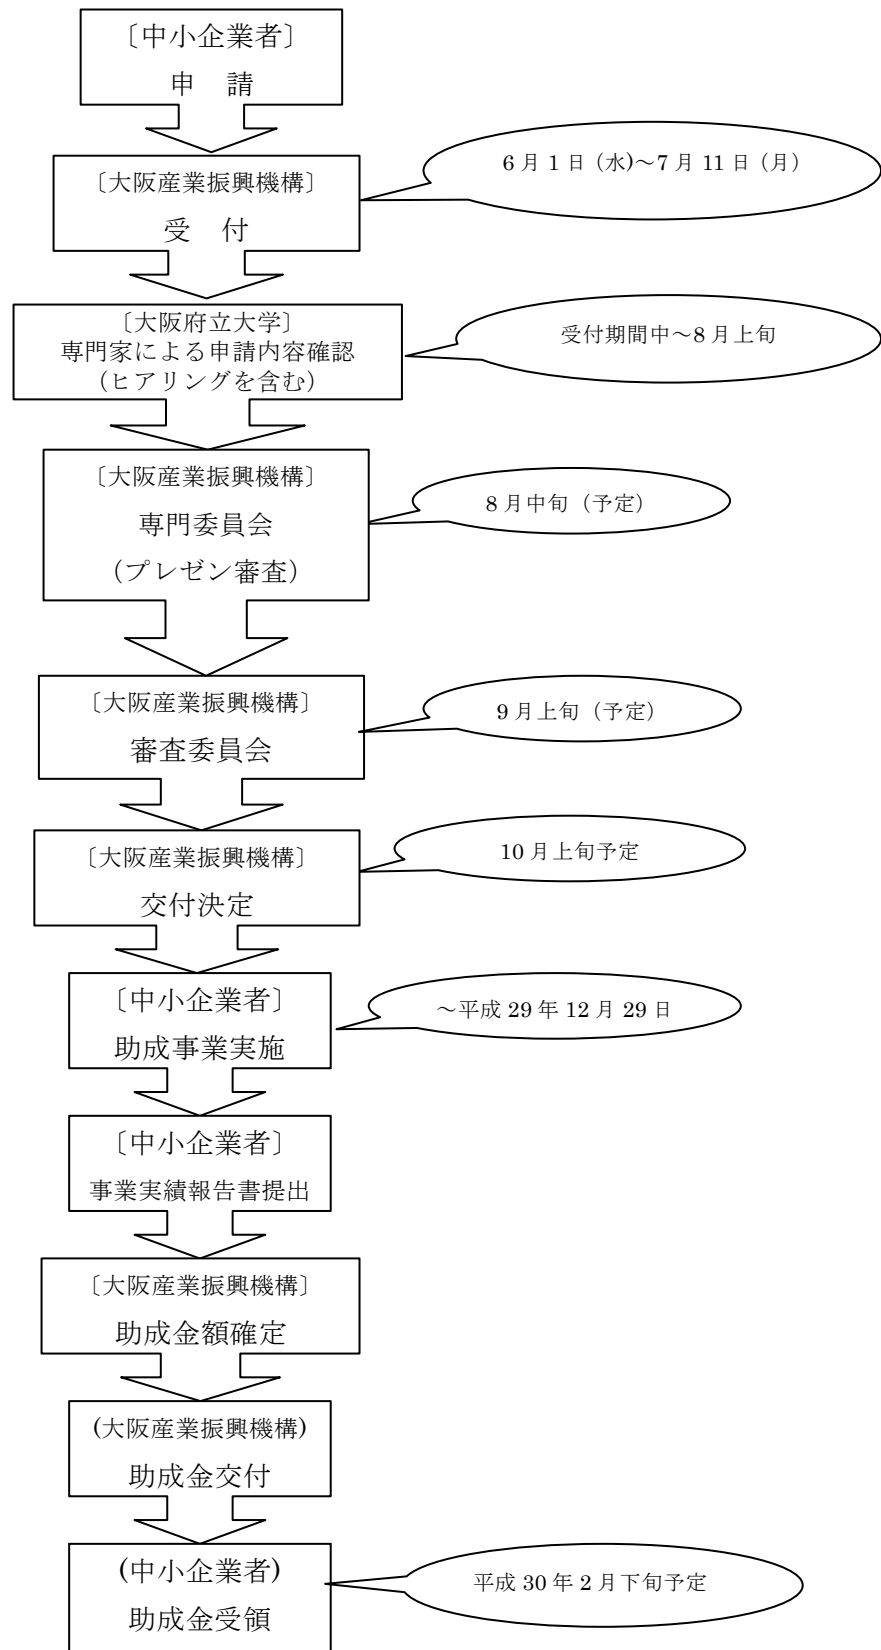 〔中小企業者〕
申　請
〔大阪産業振興機構〕
受　付
6月1日(水)～7月11日(月)
〔大阪府立大学〕
専門家による申請内容確認
(ヒアリングを含む)
受付期間中～8月上旬
〔大阪産業振興機構〕
専門委員会
(プレゼン審査)
8月中旬(予定)
〔大阪産業振興機構〕
審査委員会
9月上旬(予定)
〔大阪産業振興機構〕
交付決定
10月上旬予定
〔中小企業者〕
助成事業実施
～平成29年12月29日
〔中小企業者〕
事業実績報告書提出
〔大阪産業振興機構〕
助成金額確定
(大阪産業振興機構)
助成金交付
(中小企業者)
助成金受領
平成30年2月下旬予定